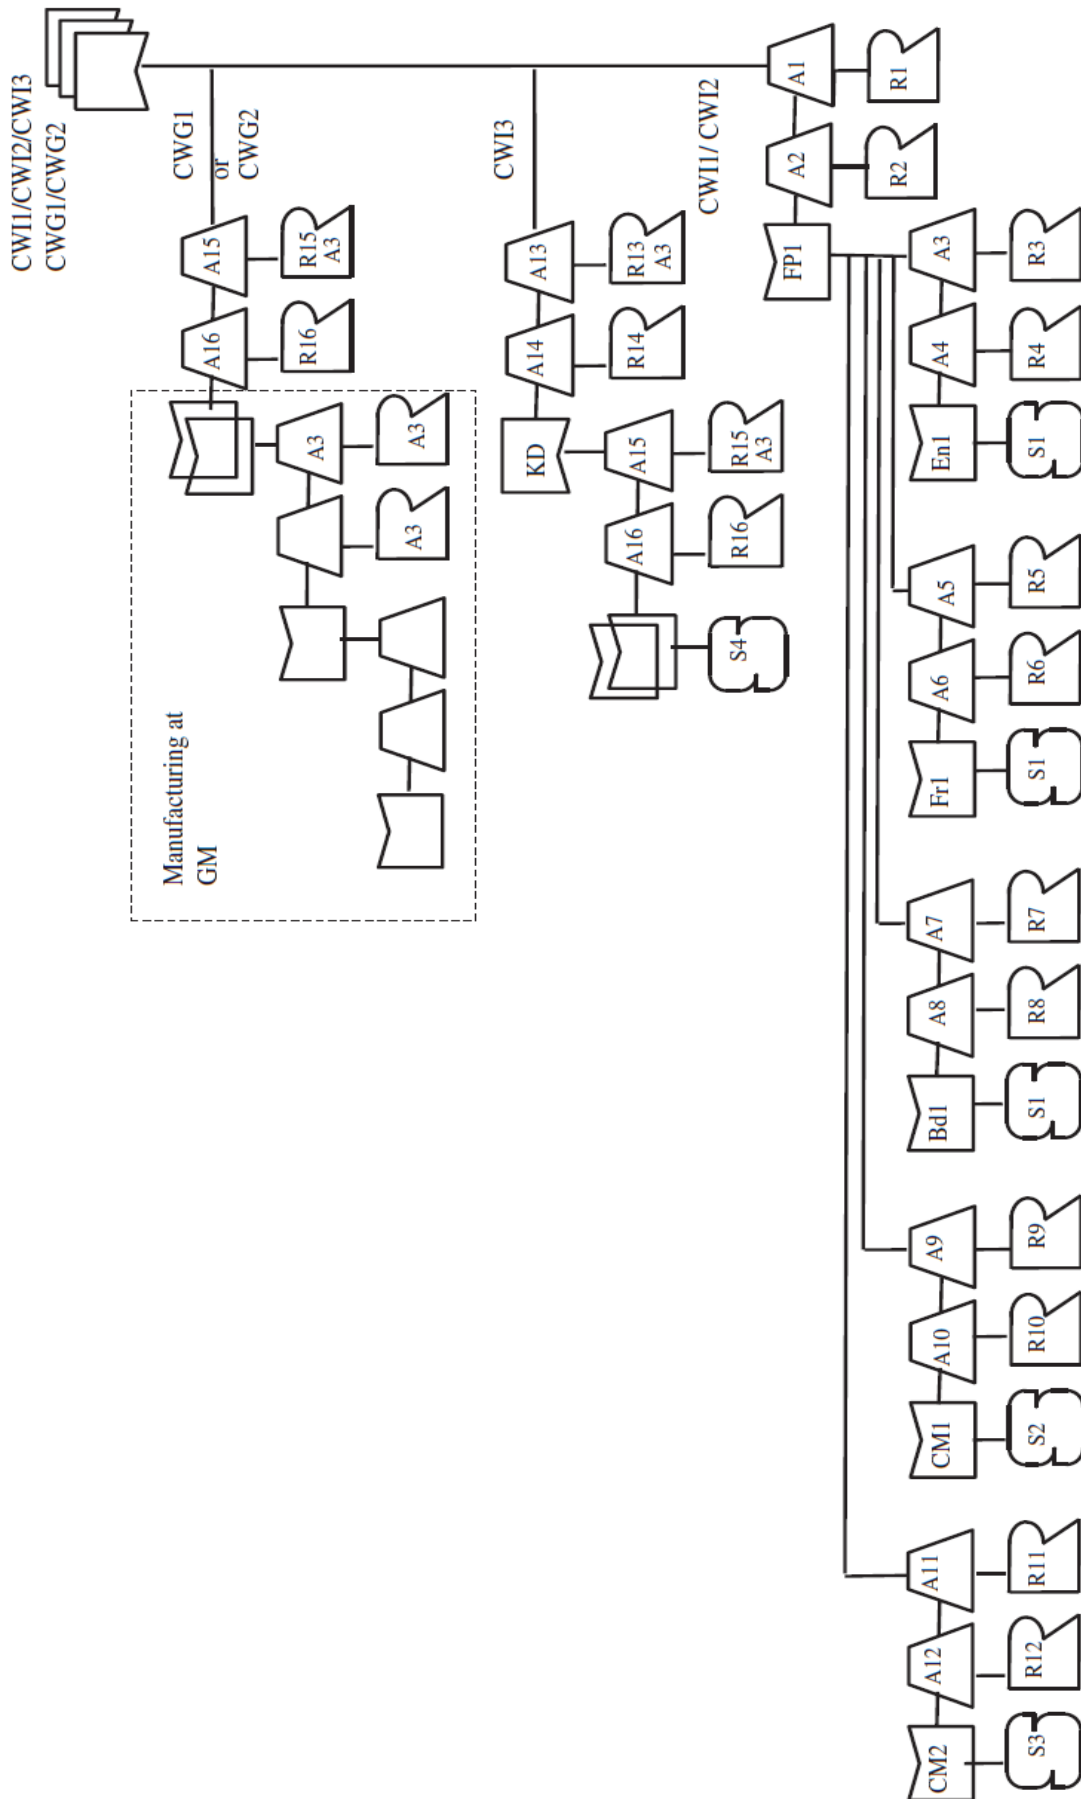 CWI1/CWI2/CWI3
CWG1/CWG2
CWG1
or
CWG2
A15
R15
A3
A16
R16
A3
A3
A3
Manufacturing at
GM
CWI3
A13
R13
A3
A14
R14
KD
A15
R15
A3
A16
R16
S4
CWI1/ CWI2
A1
R1
A2
R2
FP1
A3
R3
A4
R4
En1
S1
A5
R5
A6
R6
Fr1
S1
A7
R7
A8
R8
Bd1
S1
A9
R9
A10
R10
CM1
S2
A11
R11
A12
R12
CM2
S3